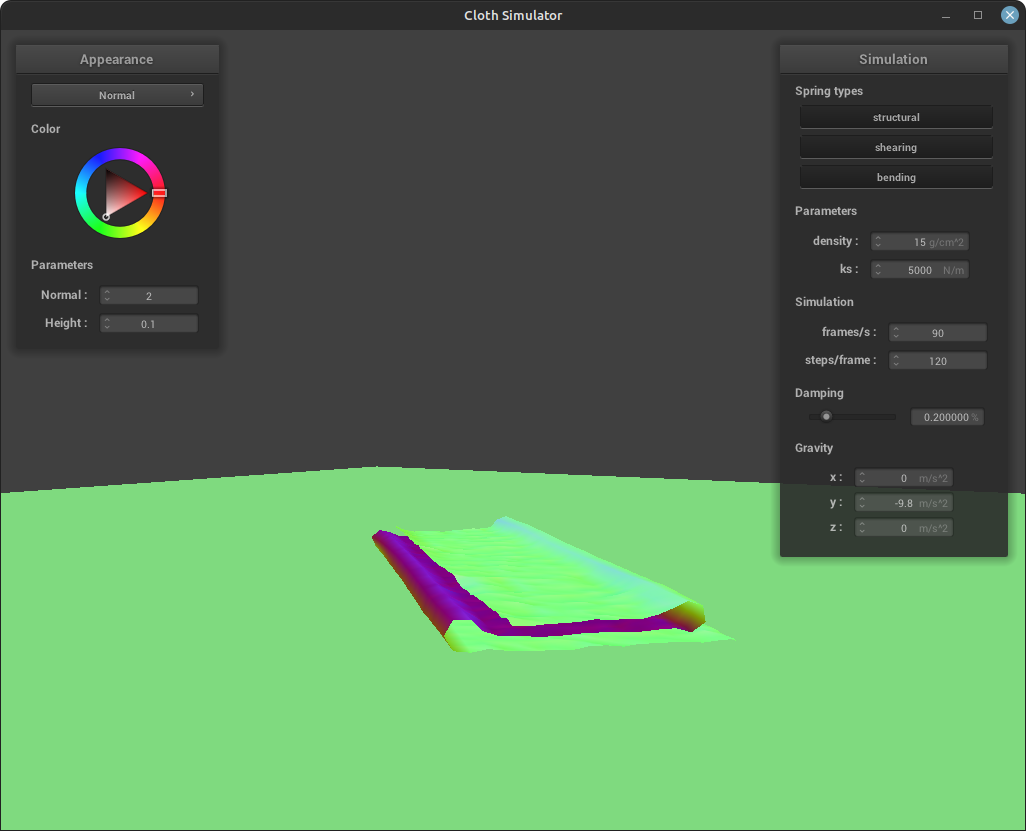 Cloth Simulator
Appearance
Normal
Color
Parameters
Normal : 2
Height : 0.1
Simulation
Spring types
structural
shearing
bending
Parameters
density : 15 g/cm^2
ks : 5000 N/m
Simulation
frames/s : 90
steps/frame : 120
Damping
0.200000 %
Gravity
x : 0 m/s^2
y : -9.8 m/s^2
z : 0 m/s^2